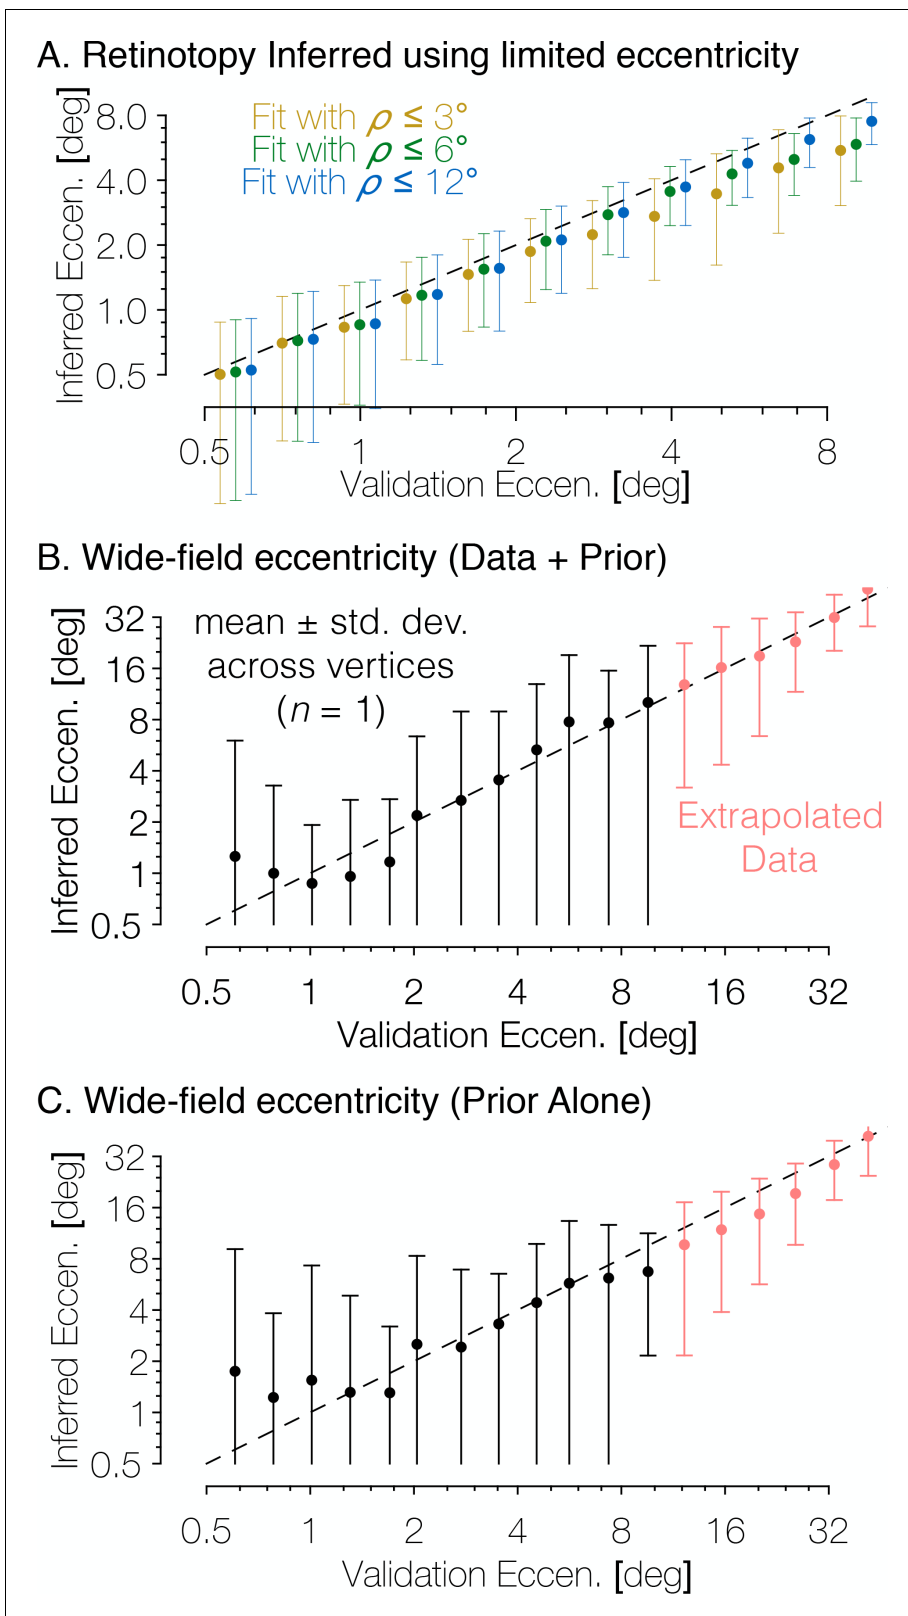 A. Retinotopy Inferred using limited eccentricity
Inferred Eccen. [deg]
8.0
4.0
2.0
1.0
0.5
Fit with ρ ≤ 3°
Fit with ρ ≤ 6°
Fit with ρ ≤ 12°
0.5 1 2 4 8
Validation Eccen. [deg]
B. Wide-field eccentricity (Data + Prior)
Inferred Eccen. [deg]
32
16
8
4
2
1
0.5
mean ± std. dev.
across vertices
(n = 1)
Extrapolated
Data
0.5 1 2 4 8 16 32
Validation Eccen. [deg]
C. Wide-field eccentricity (Prior Alone)
Inferred Eccen. [deg]
32
16
8
4
2
1
0.5
0.5 1 2 4 8 16 32
Validation Eccen. [deg]